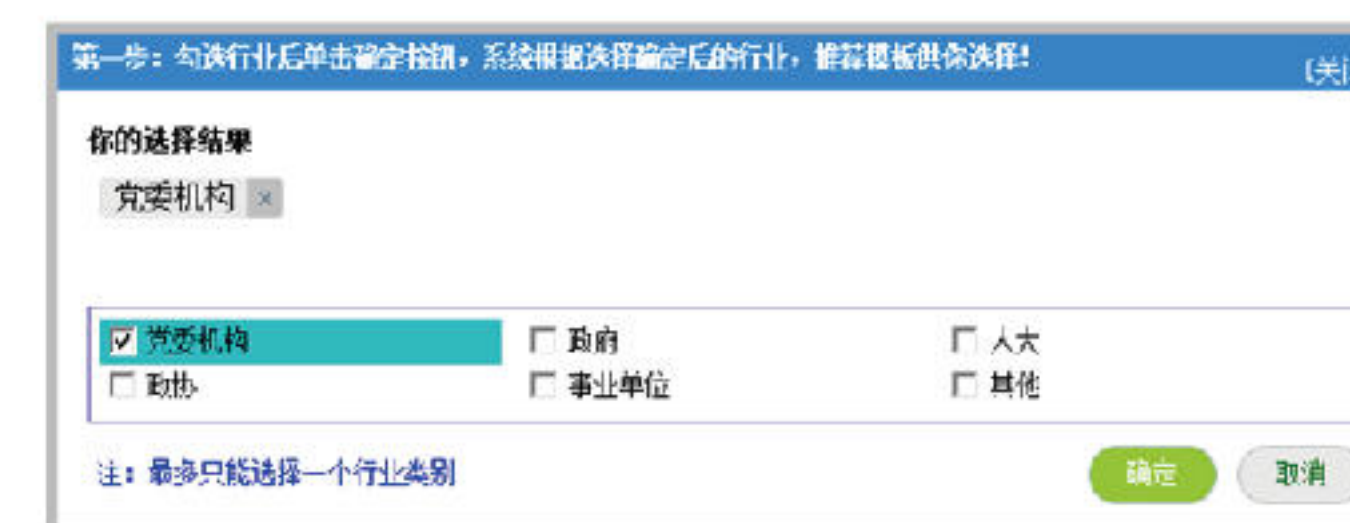 第一步：勾选行业后单击确定按钮，系统根据选择确定后的行业，推荐模板供你选择！
[关闭
你的选择结果
党委机构 ×
党委机构 政府 人大
政协 事业单位 其他
注：最多只能选择一个行业类别
确定 取消